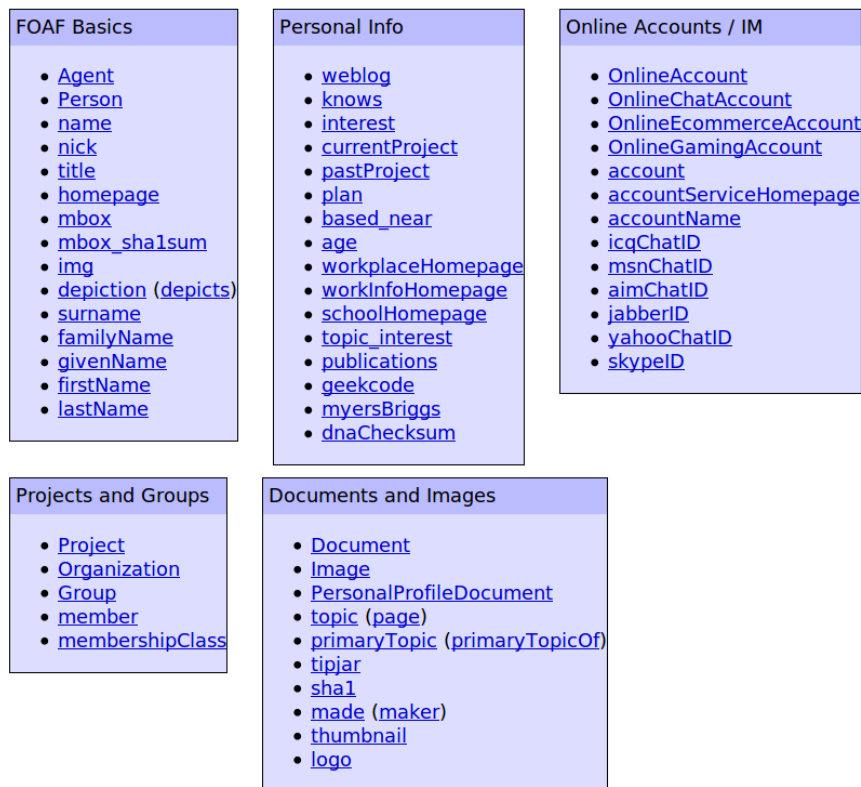 FOAF Basics
Agent
Person
name
nick
title
homepage
mbox
mbox_sha1sum
img
depiction (depicts)
surname
familyName
givenName
firstName
lastName
Personal Info
weblog
knows
interest
currentProject
pastProject
plan
based_near
age
workplaceHomepage
workInfoHomepage
schoolHomepage
topic_interest
publications
geekcode
myersBriggs
dnaChecksum
Online Accounts / IM
OnlineAccount
OnlineChatAccount
OnlineEcommerceAccount
OnlineGamingAccount
account
accountServiceHomepage
accountName
icqChatID
msnChatID
aimChatID
jabberID
yahooChatID
skypeID
Projects and Groups
Project
Organization
Group
member
membershipClass
Documents and Images
Document
Image
PersonalProfileDocument
topic (page)
primaryTopic (primaryTopicOf)
tipjar
sha1
made (maker)
thumbnail
logo